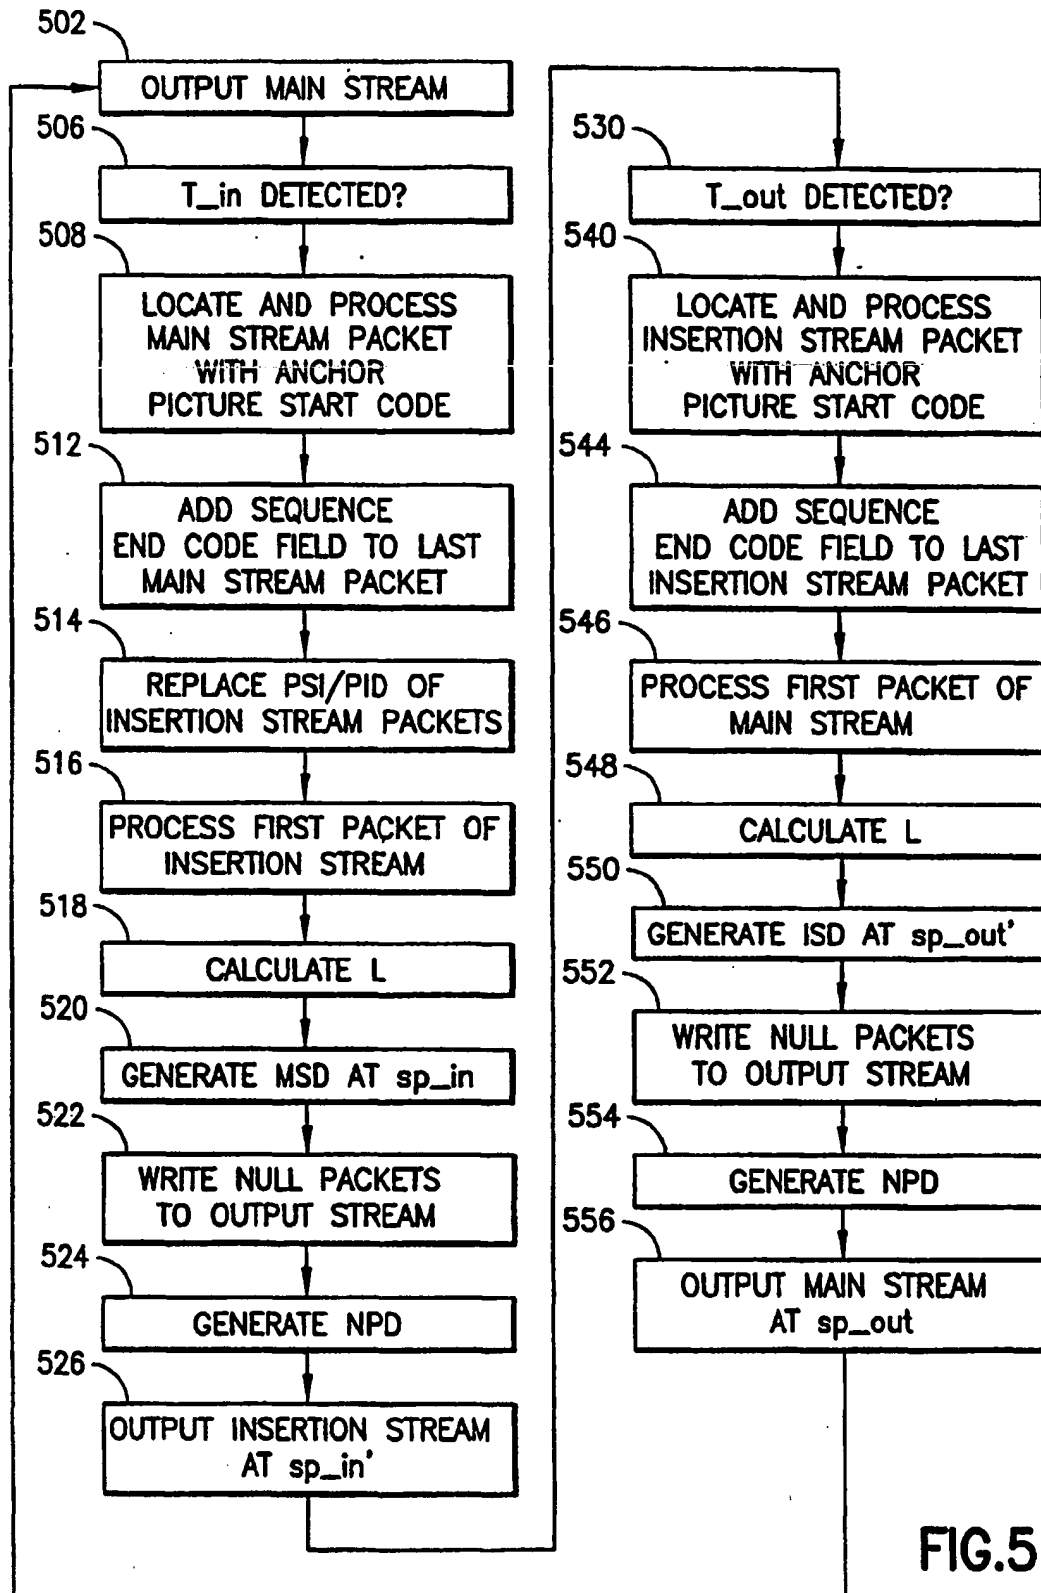 502
OUTPUT MAIN STREAM
506
T_in DETECTED?
508
LOCATE AND PROCESS
MAIN STREAM PACKET
WITH ANCHOR
PICTURE START CODE
512
ADD SEQUENCE
END CODE FIELD TO LAST
MAIN STREAM PACKET
514
REPLACE PSI/PID OF
INSERTION STREAM PACKETS
516
PROCESS FIRST PACKET OF
INSERTION STREAM
518
CALCULATE L
520
GENERATE MSD AT sp_in
522
WRITE NULL PACKETS
TO OUTPUT STREAM
524
GENERATE NPD
526
OUTPUT INSERTION STREAM
AT sp_in'
530
T_out DETECTED?
540
LOCATE AND PROCESS
INSERTION STREAM PACKET
WITH ANCHOR
PICTURE START CODE
544
ADD SEQUENCE
END CODE FIELD TO LAST
INSERTION STREAM PACKET
546
PROCESS FIRST PACKET OF
MAIN STREAM
548
CALCULATE L
550
GENERATE ISD AT sp_out'
552
WRITE NULL PACKETS
TO OUTPUT STREAM
554
GENERATE NPD
556
OUTPUT MAIN STREAM
AT sp_out
FIG.5